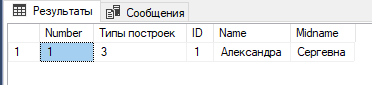 Результаты Сообщения
Number Типы построек ID Name Midname
1 1 3 1 Александра Сергевна